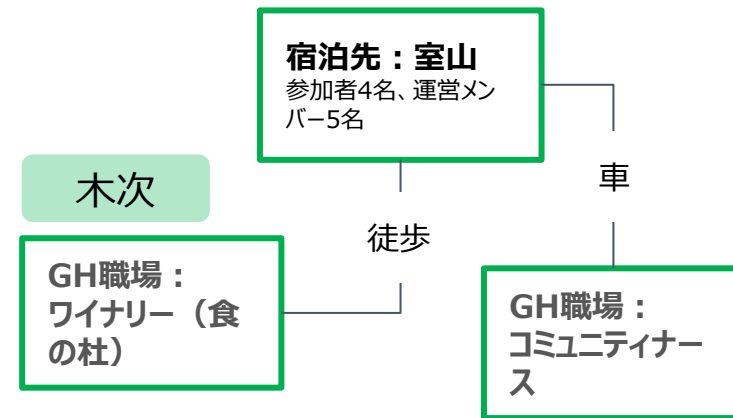 宿泊先：室山
参加者4名、運営メン
バー5名
車
木次
徒歩
GH職場：
ワイナリー（食
の杜）
GH職場：
コミュニティナー
ス